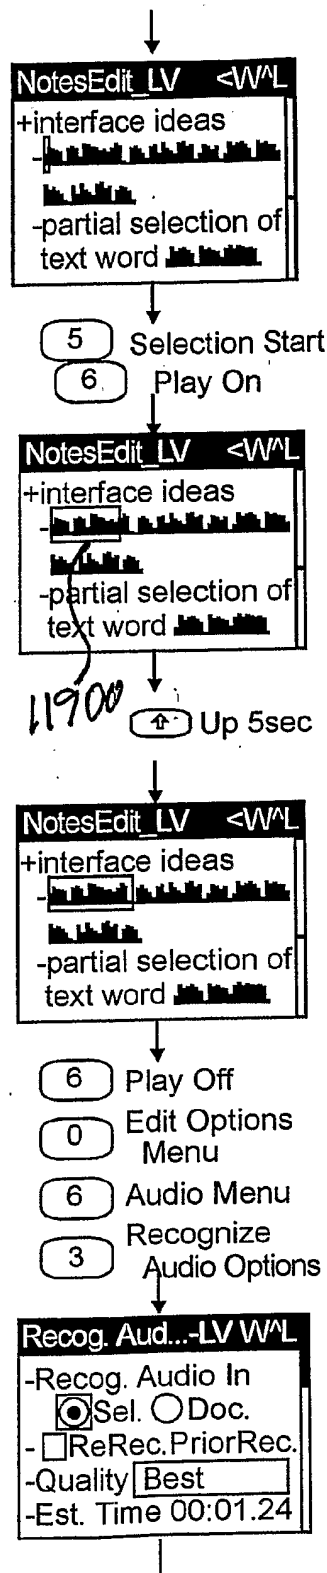 NotesEdit_LV <W^L
+interface ideas
-
-partial selection of
text word
5 Selection Start
6 Play On
NotesEdit_LV <W^L
+interface ideas
-
-partial selection of
text word
11900
⇧ Up 5sec
NotesEdit_LV <W^L
+interface ideas
-
-partial selection of
text word
6 Play Off
0 Edit Options
Menu
6 Audio Menu
3 Recognize
Audio Options
Recog. Aud...-LV W^L
-Recog. Audio In
Sel. Doc.
- ReRec.PriorRec.
-Quality Best
-Est. Time 00:01.24